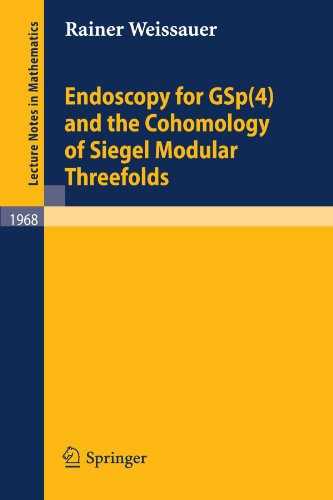 Rainer Weissauer
Lecture Notes in Mathematics
1968
Endoscopy for GSp(4)
and the Cohomology
of Siegel Modular
Threefolds
Springer